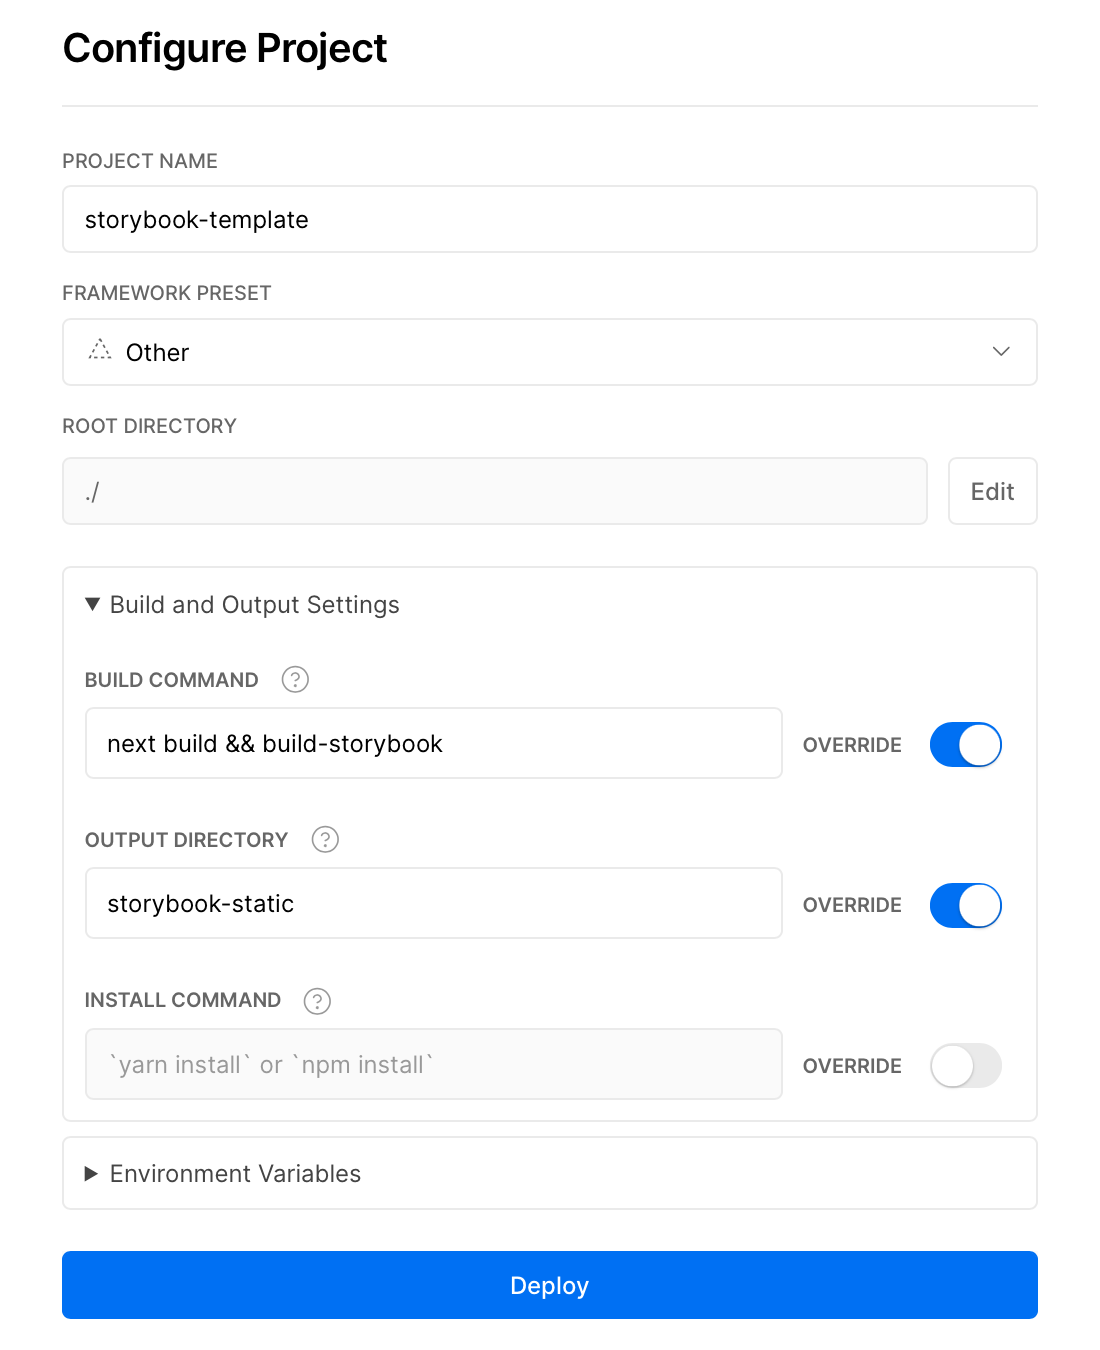 Configure Project
PROJECT NAME
storybook-template
FRAMEWORK PRESET
Other
ROOT DIRECTORY
./
Edit
Build and Output Settings
BUILD COMMAND ?
next build && build-storybook
OVERRIDE
OUTPUT DIRECTORY ?
storybook-static
OVERRIDE
INSTALL COMMAND ?
`yarn install` or `npm install`
OVERRIDE
Environment Variables
Deploy